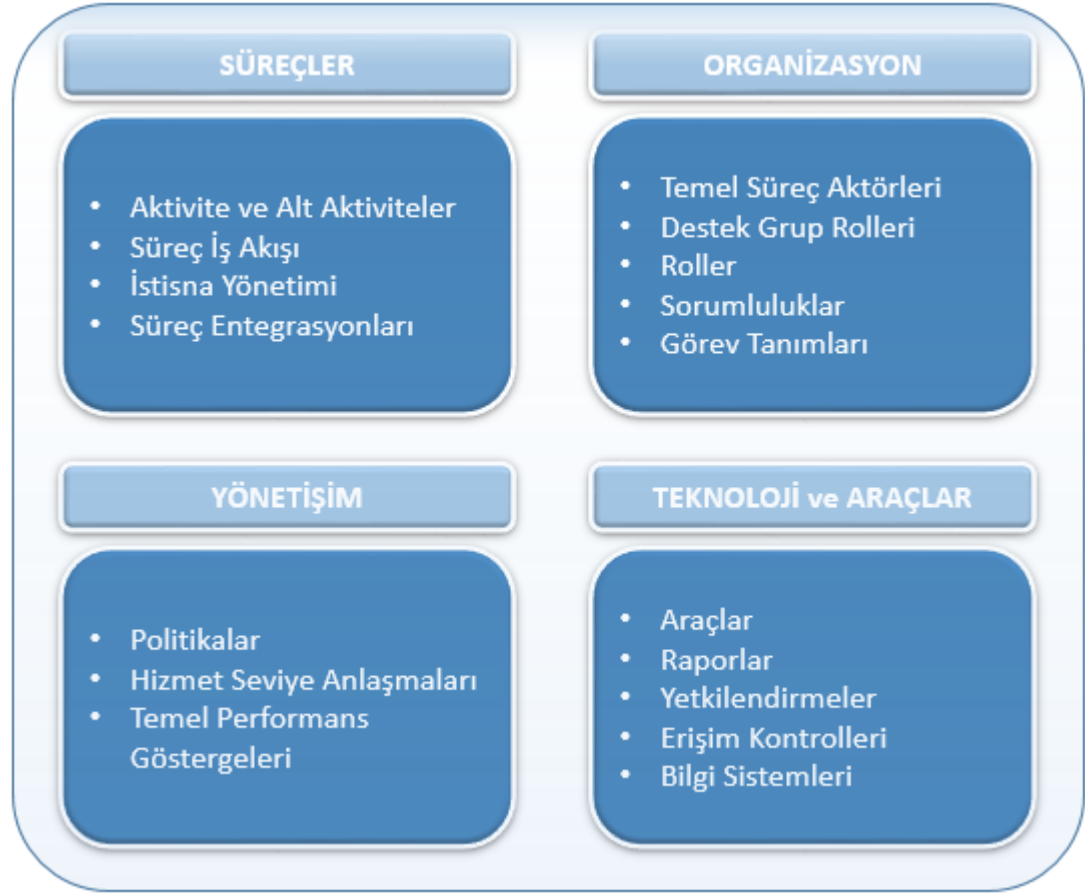 SÜREÇLER
• Aktivite ve Alt Aktiviteler
• Süreç İş Akışı
• İstisna Yönetimi
• Süreç Entegrasyonları
ORGANİZASYON
• Temel Süreç Aktörleri
• Destek Grup Rolleri
• Roller
• Sorumluluklar
• Görev Tanımları
YÖNETİŞİM
• Politikalar
• Hizmet Seviye Anlaşmaları
• Temel Performans
Göstergeleri
TEKNOLOJİ ve ARAÇLAR
• Araçlar
• Raporlar
• Yetkilendirmeler
• Erişim Kontrolleri
• Bilgi Sistemleri